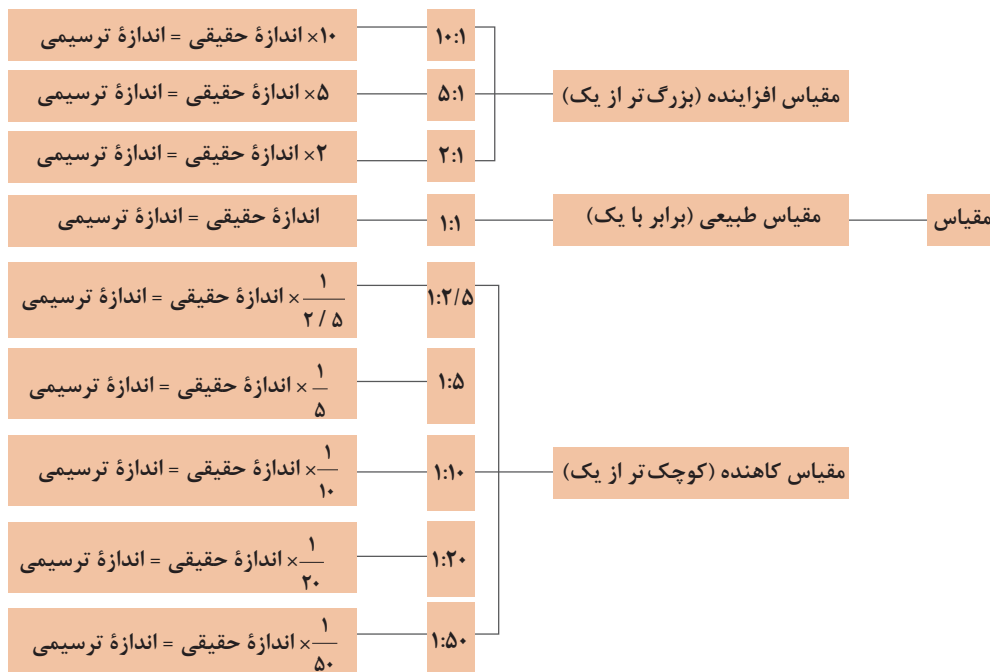 مقیاس
مقیاس افزاینده (بزرگ‌تر از یک)
۱۰:۱
اندازهٔ ترسیمی = اندازهٔ حقیقی ×۱۰
۵:۱
اندازهٔ ترسیمی = اندازهٔ حقیقی ×۵
۲:۱
اندازهٔ ترسیمی = اندازهٔ حقیقی ×۲
مقیاس طبیعی (برابر با یک)
۱:۱
اندازهٔ ترسیمی = اندازهٔ حقیقی
مقیاس کاهنده (کوچک‌تر از یک)
۱:۲/۵
اندازهٔ ترسیمی = اندازهٔ حقیقی × ۱/(۲/۵)
۱:۵
اندازهٔ ترسیمی = اندازهٔ حقیقی × ۱/۵
۱:۱۰
اندازهٔ ترسیمی = اندازهٔ حقیقی × ۱/۱۰
۱:۲۰
اندازهٔ ترسیمی = اندازهٔ حقیقی × ۱/۲۰
۱:۵۰
اندازهٔ ترسیمی = اندازهٔ حقیقی × ۱/۵۰